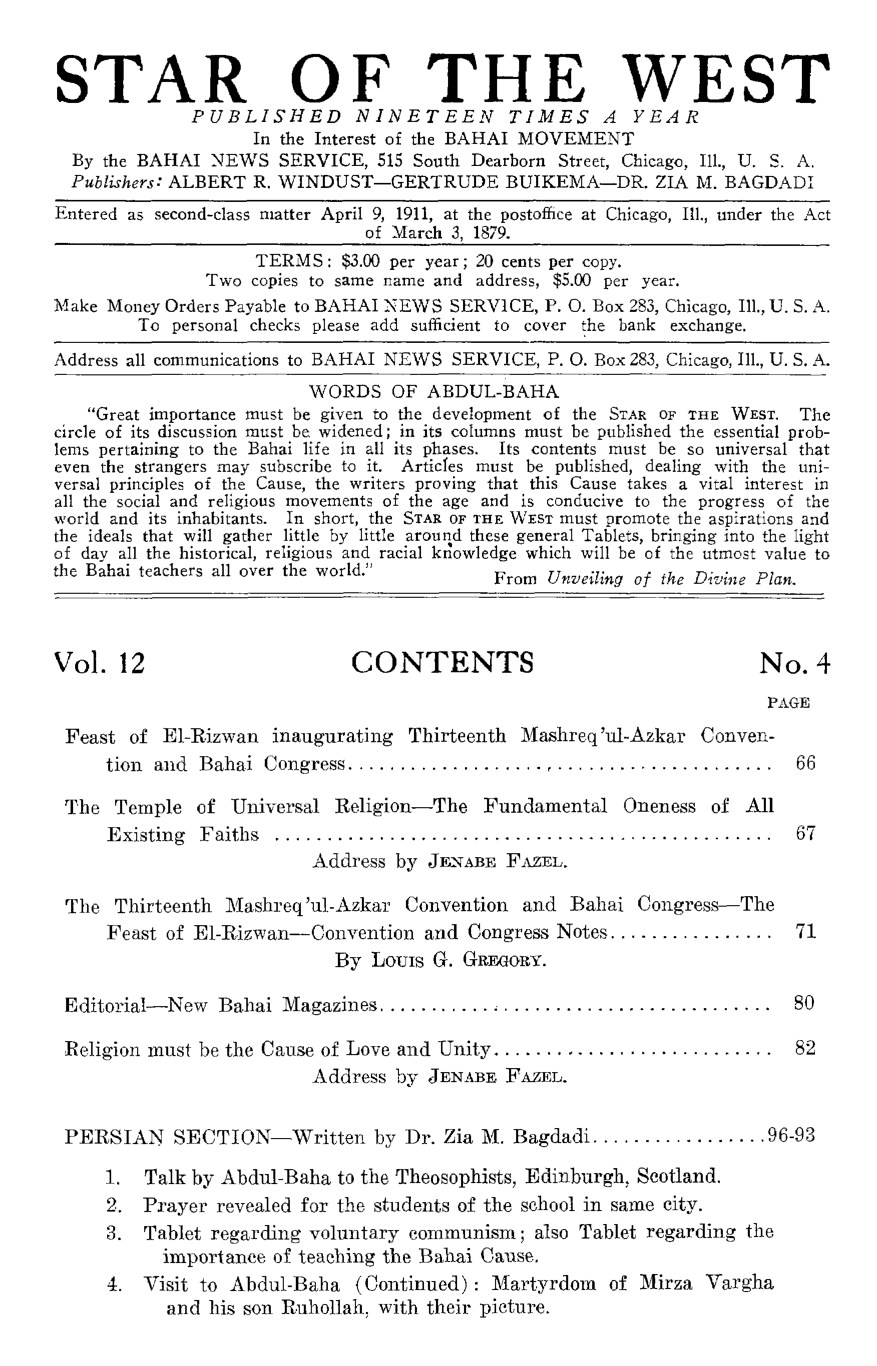 STAR OF THE WEST
PUBLISHED NINETEEN TIMES A YEAR
In the Interest of the BAHAI MOVEMENT
By the BAHAI NEWS SERVICE, 515 South Dearborn Street, Chicago, Ill., U. S. A.
Publishers: ALBERT R. WINDUST—GERTRUDE BUIKEMA—DR. ZIA M. BAGDADI
Entered as second-class matter April 9, 1911, at the postoffice at Chicago, Ill., under the Act
of March 3, 1879.
TERMS: $3.00 per year; 20 cents per copy.
Two copies to same name and address, $5.00 per year.
Make Money Orders Payable to BAHAI NEWS SERVICE, P. O. Box 283, Chicago, Ill., U. S. A.
To personal checks please add sufficient to cover the bank exchange.
Address all communications to BAHAI NEWS SERVICE, P. O. Box 283, Chicago, Ill., U. S. A.
WORDS OF ABDUL-BAHA
"Great importance must be given to the development of the STAR OF THE WEST. The
circle of its discussion must be widened; in its columns must be published the essential prob-
lems pertaining to the Bahai life in all its phases. Its contents must be so universal that
even the strangers may subscribe to it. Articles must be published, dealing with the uni-
versal principles of the Cause, the writers proving that this Cause takes a vital interest in
all the social and religious movements of the age and is conducive to the progress of the
world and its inhabitants. In short, the STAR OF THE WEST must promote the aspirations and
the ideals that will gather little by little around these general Tablets, bringing into the light
of day all the historical, religious and racial knowledge which will be of the utmost value to
the Bahai teachers all over the world."
From Unveiling of the Divine Plan.
Vol. 12 CONTENTS No. 4
PAGE
Feast of El-Rizwan inaugurating Thirteenth Mashreq'ul-Azkar Conven-
tion and Bahai Congress........................................ 66
The Temple of Universal Religion—The Fundamental Oneness of All
Existing Faiths ............................................... 67
Address by JENABE FAZEL.
The Thirteenth Mashreq'ul-Azkar Convention and Bahai Congress—The
Feast of El-Rizwan—Convention and Congress Notes................ 71
By LOUIS G. GREGORY.
Editorial—New Bahai Magazines..................................... 80
Religion must be the Cause of Love and Unity........................... 82
Address by JENABE FAZEL.
PERSIAN SECTION—Written by Dr. Zia M. Bagdadi.................96-93
1. Talk by Abdul-Baha to the Theosophists, Edinburgh, Scotland.
2. Prayer revealed for the students of the school in same city.
3. Tablet regarding voluntary communism; also Tablet regarding the
importance of teaching the Bahai Cause.
4. Visit to Abdul-Baha (Continued): Martyrdom of Mirza Vargha
and his son Ruhollah, with their picture.